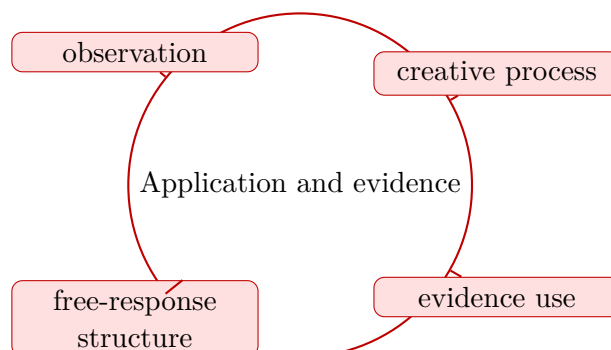 observation
creative process
Application and evidence
free-response
structure
evidence use